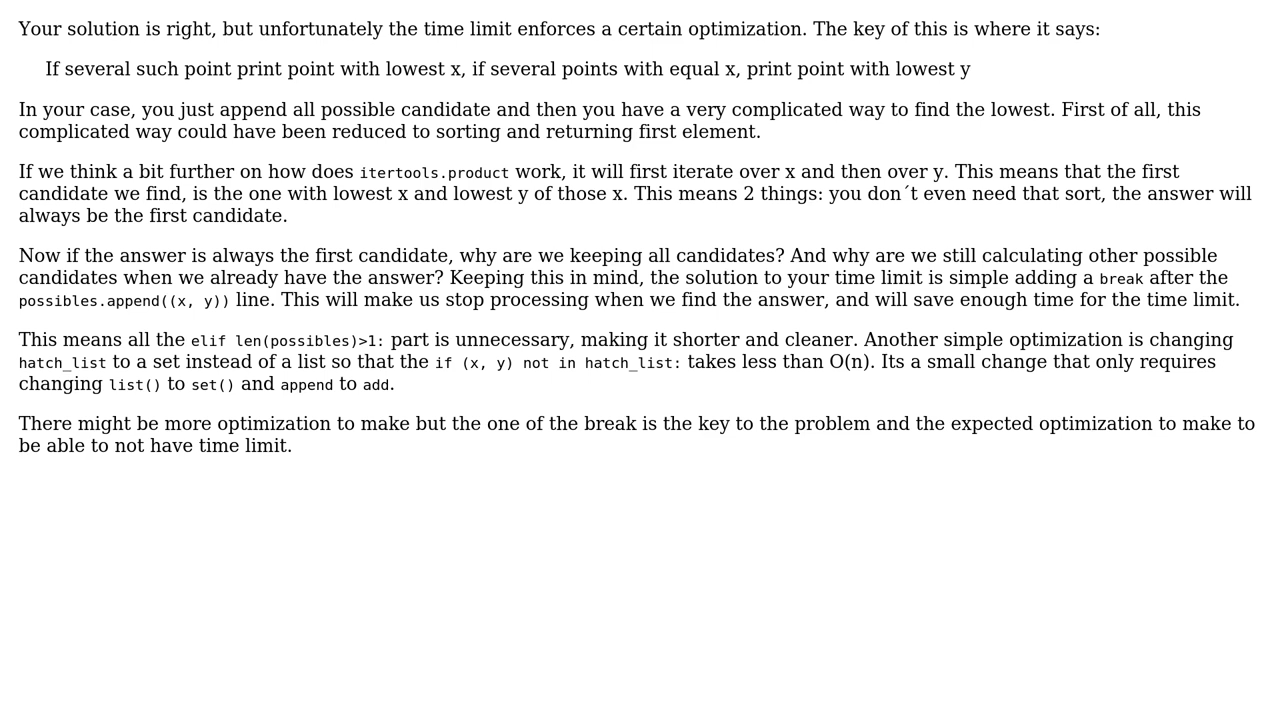 Your solution is right, but unfortunately the time limit enforces a certain optimization. The key of this is where it says:
If several such point print point with lowest x, if several points with equal x, print point with lowest y
In your case, you just append all possible candidate and then you have a very complicated way to find the lowest. First of all, this
complicated way could have been reduced to sorting and returning first element.
If we think a bit further on how does itertools.product work, it will first iterate over x and then over y. This means that the first
candidate we find, is the one with lowest x and lowest y of those x. This means 2 things: you don´t even need that sort, the answer will
always be the first candidate.
Now if the answer is always the first candidate, why are we keeping all candidates? And why are we still calculating other possible
candidates when we already have the answer? Keeping this in mind, the solution to your time limit is simple adding a break after the
possibles.append((x, y)) line. This will make us stop processing when we find the answer, and will save enough time for the time limit.
This means all the elif len(possibles)>1: part is unnecessary, making it shorter and cleaner. Another simple optimization is changing
hatch_list to a set instead of a list so that the if (x, y) not in hatch_list: takes less than O(n). Its a small change that only requires
changing list() to set() and append to add.
There might be more optimization to make but the one of the break is the key to the problem and the expected optimization to make to
be able to not have time limit.